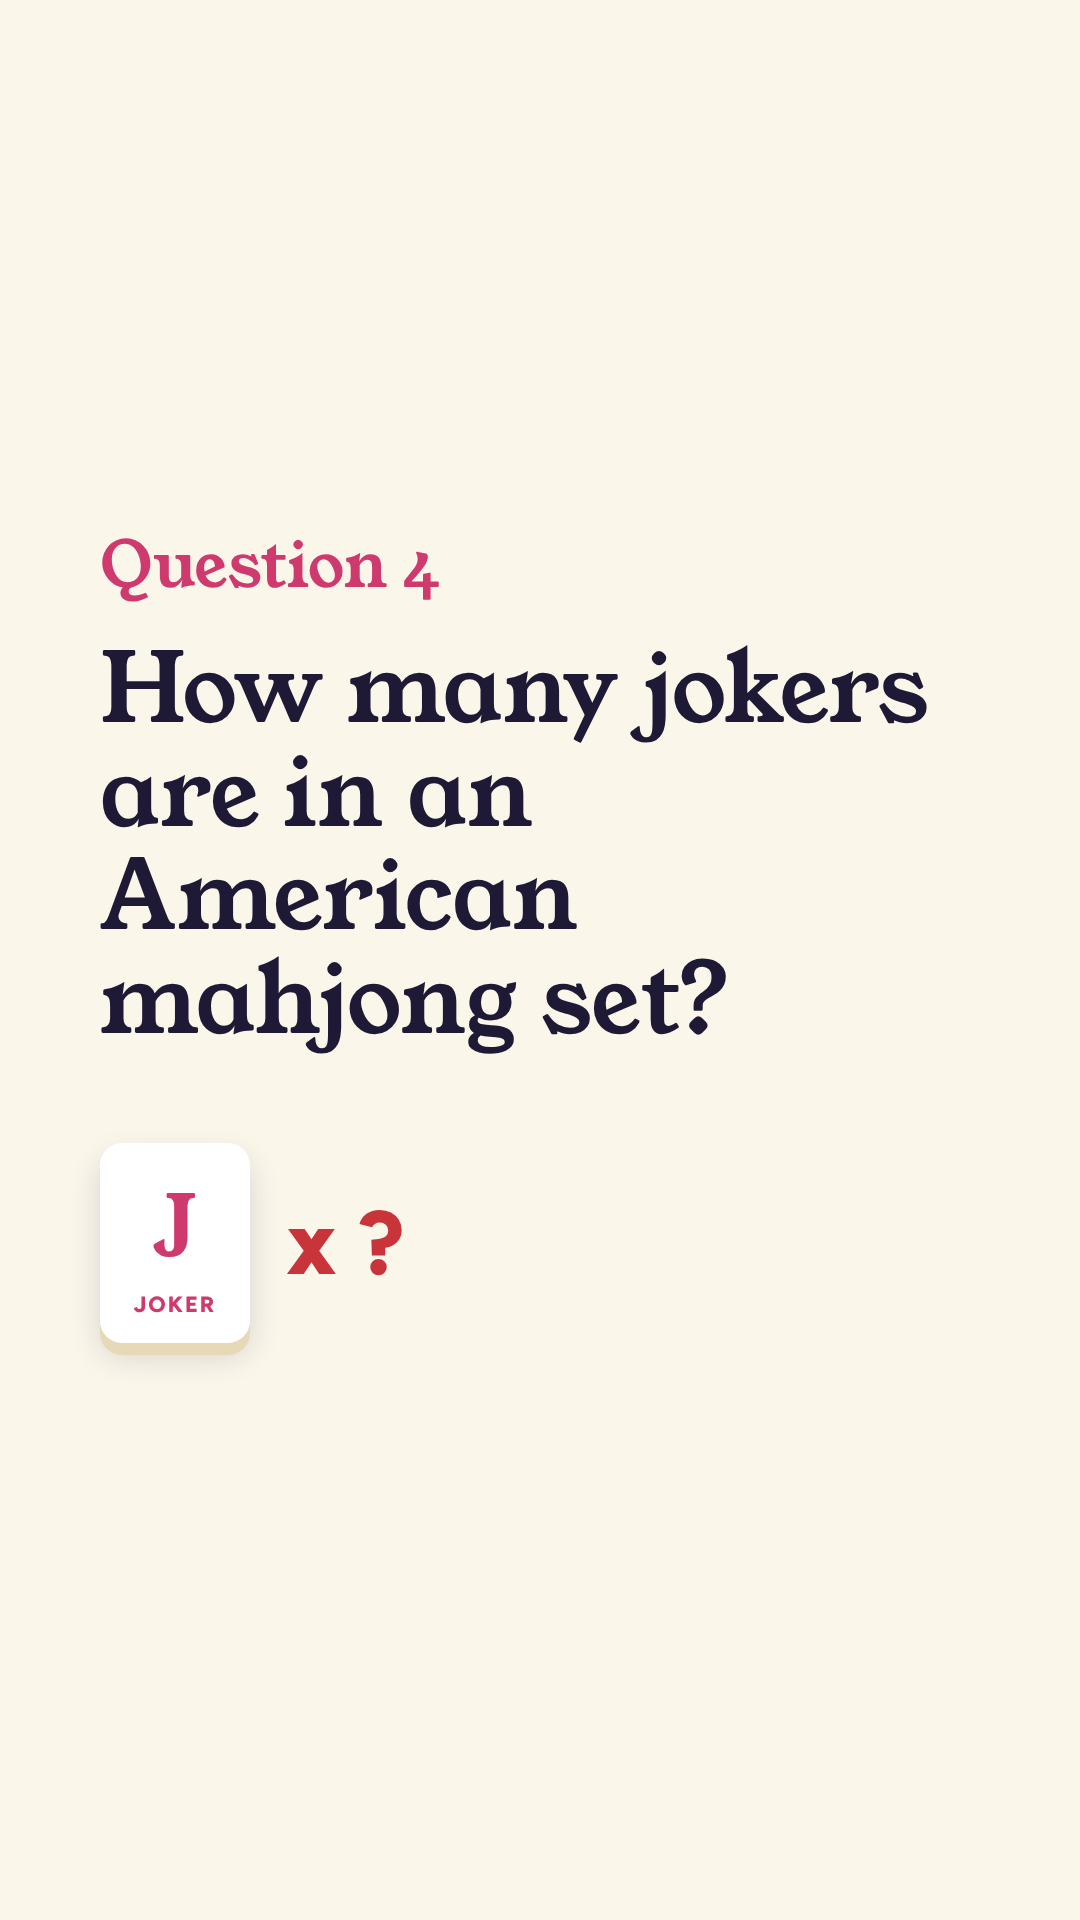 Question 4
How many jokers
are in an
American
mahjong set?
J
JOKER
x ?